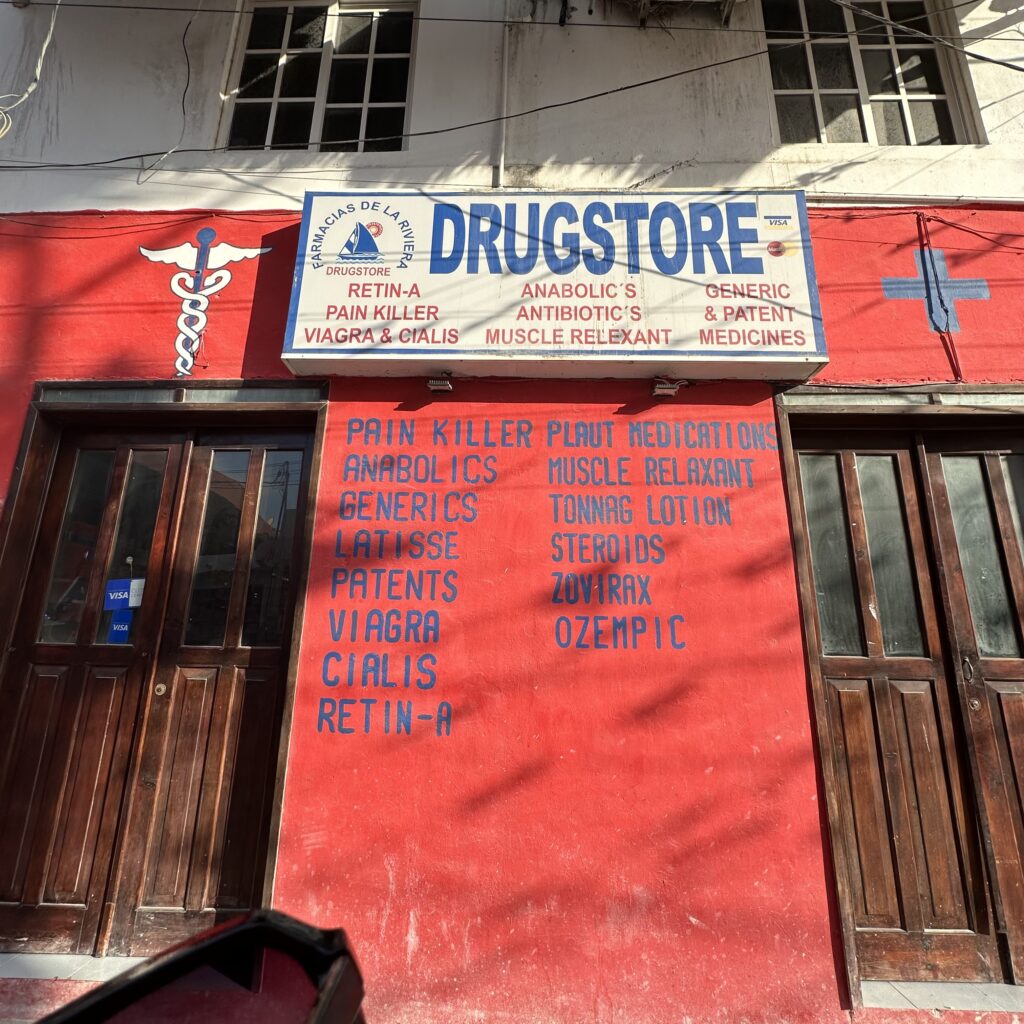 FARMACIAS DE LA RIVIERA
DRUGSTORE
DRUGSTORE
VISA
RETIN-A
PAIN KILLER
VIAGRA & CIALIS
ANABOLIC´S
ANTIBIOTIC´S
MUSCLE RELEXANT
GENERIC
& PATENT
MEDICINES
PAIN KILLER
ANABOLICS
GENERICS
LATISSE
PATENTS
VIAGRA
CIALIS
RETIN-A
PLAUT MEDICATIONS
MUSCLE RELAXANT
TONNAG LOTION
STEROIDS
ZOVIRAX
OZEMPIC
VISA
VISA